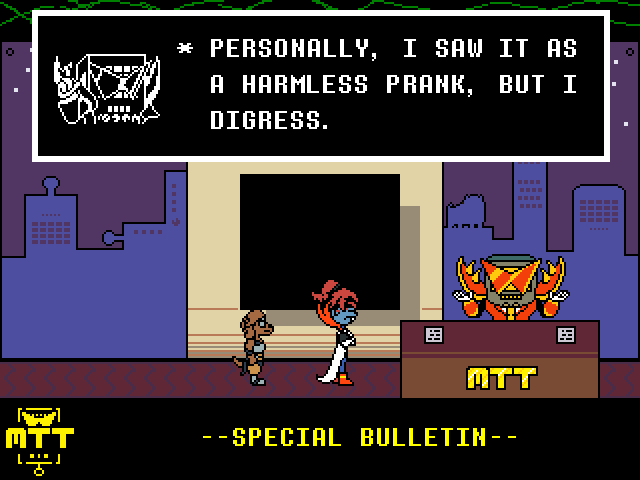 * PERSONALLY, I SAW IT AS
A HARMLESS PRANK, BUT I
DIGRESS.
MTT
MTT
--SPECIAL BULLETIN--